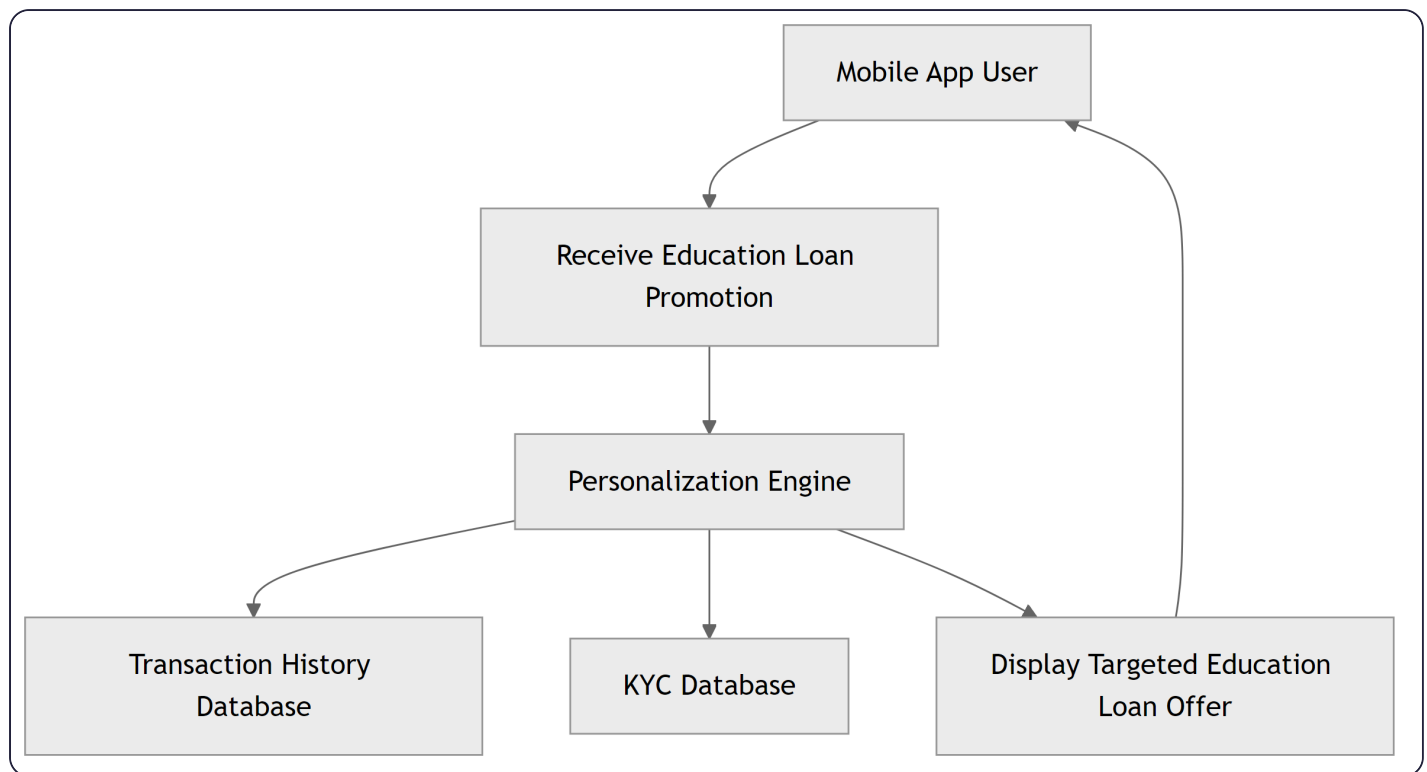 Mobile App User
Receive Education Loan
Promotion
Personalization Engine
Transaction History
Database
KYC Database
Display Targeted Education
Loan Offer